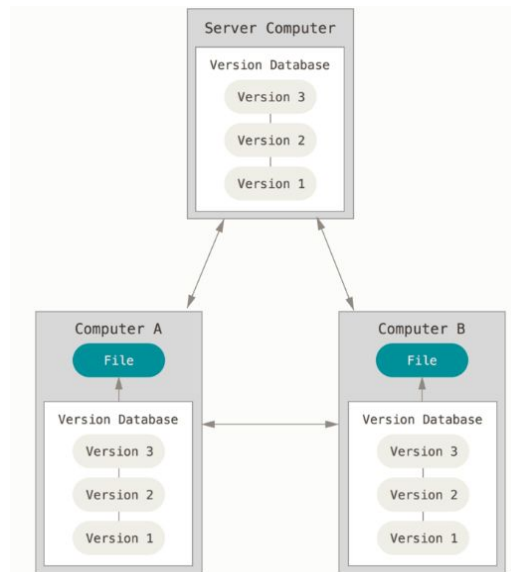 Server Computer
Version Database
Version 3
Version 2
Version 1
Computer A
File
Version Database
Version 3
Version 2
Version 1
Computer B
File
Version Database
Version 3
Version 2
Version 1